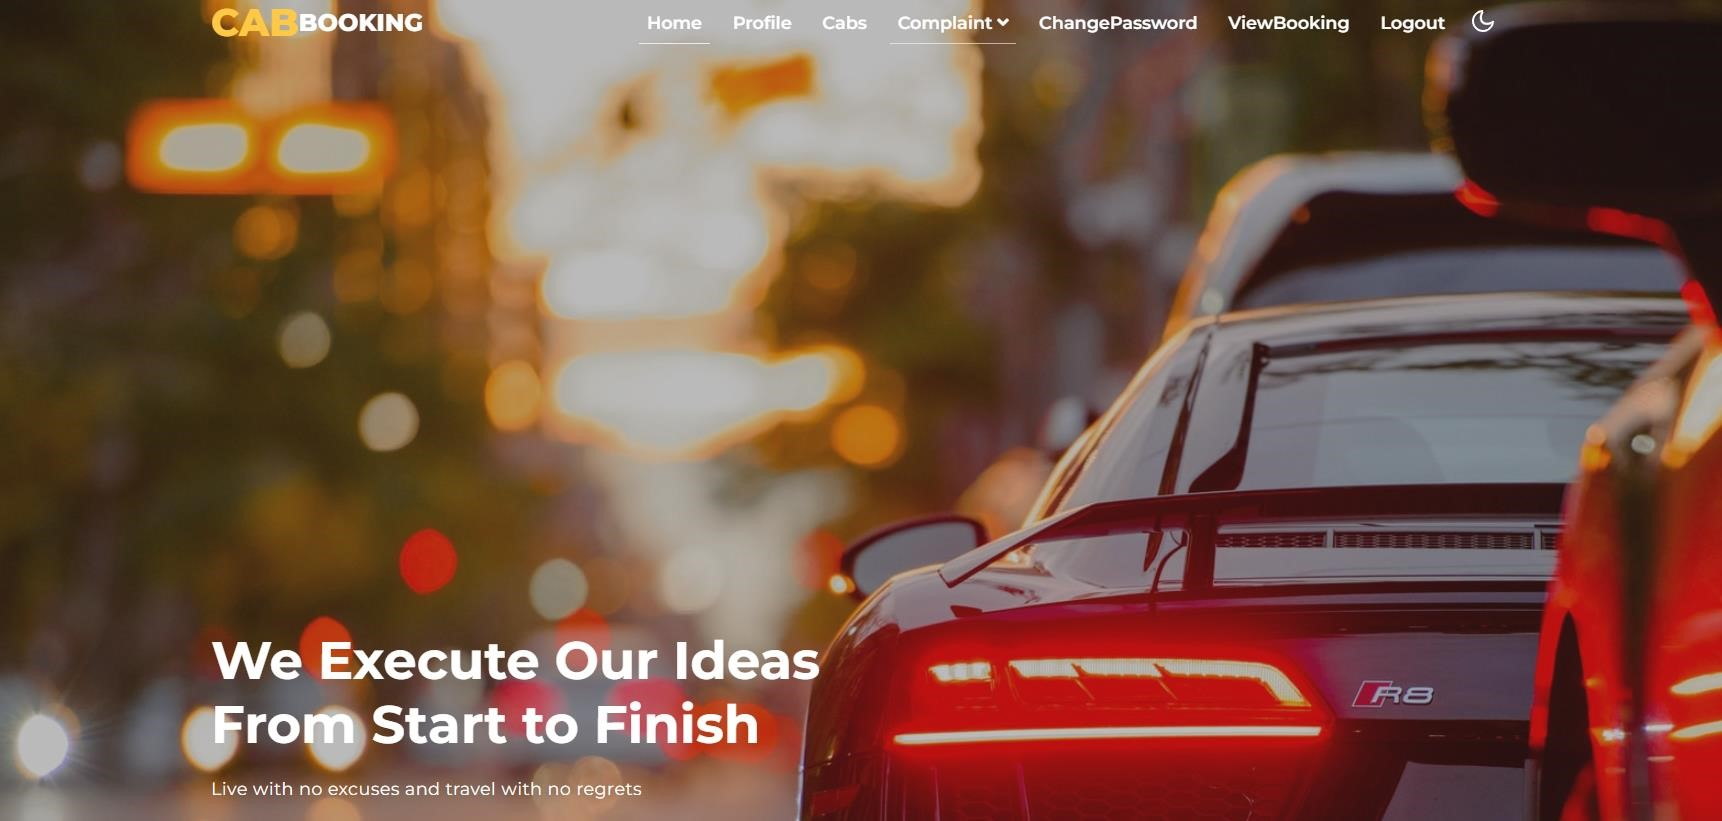 CABBOOKING
Home Profile Cabs Complaint ChangePassword ViewBooking Logout
R8
We Execute Our Ideas
From Start to Finish
Live with no excuses and travel with no regrets